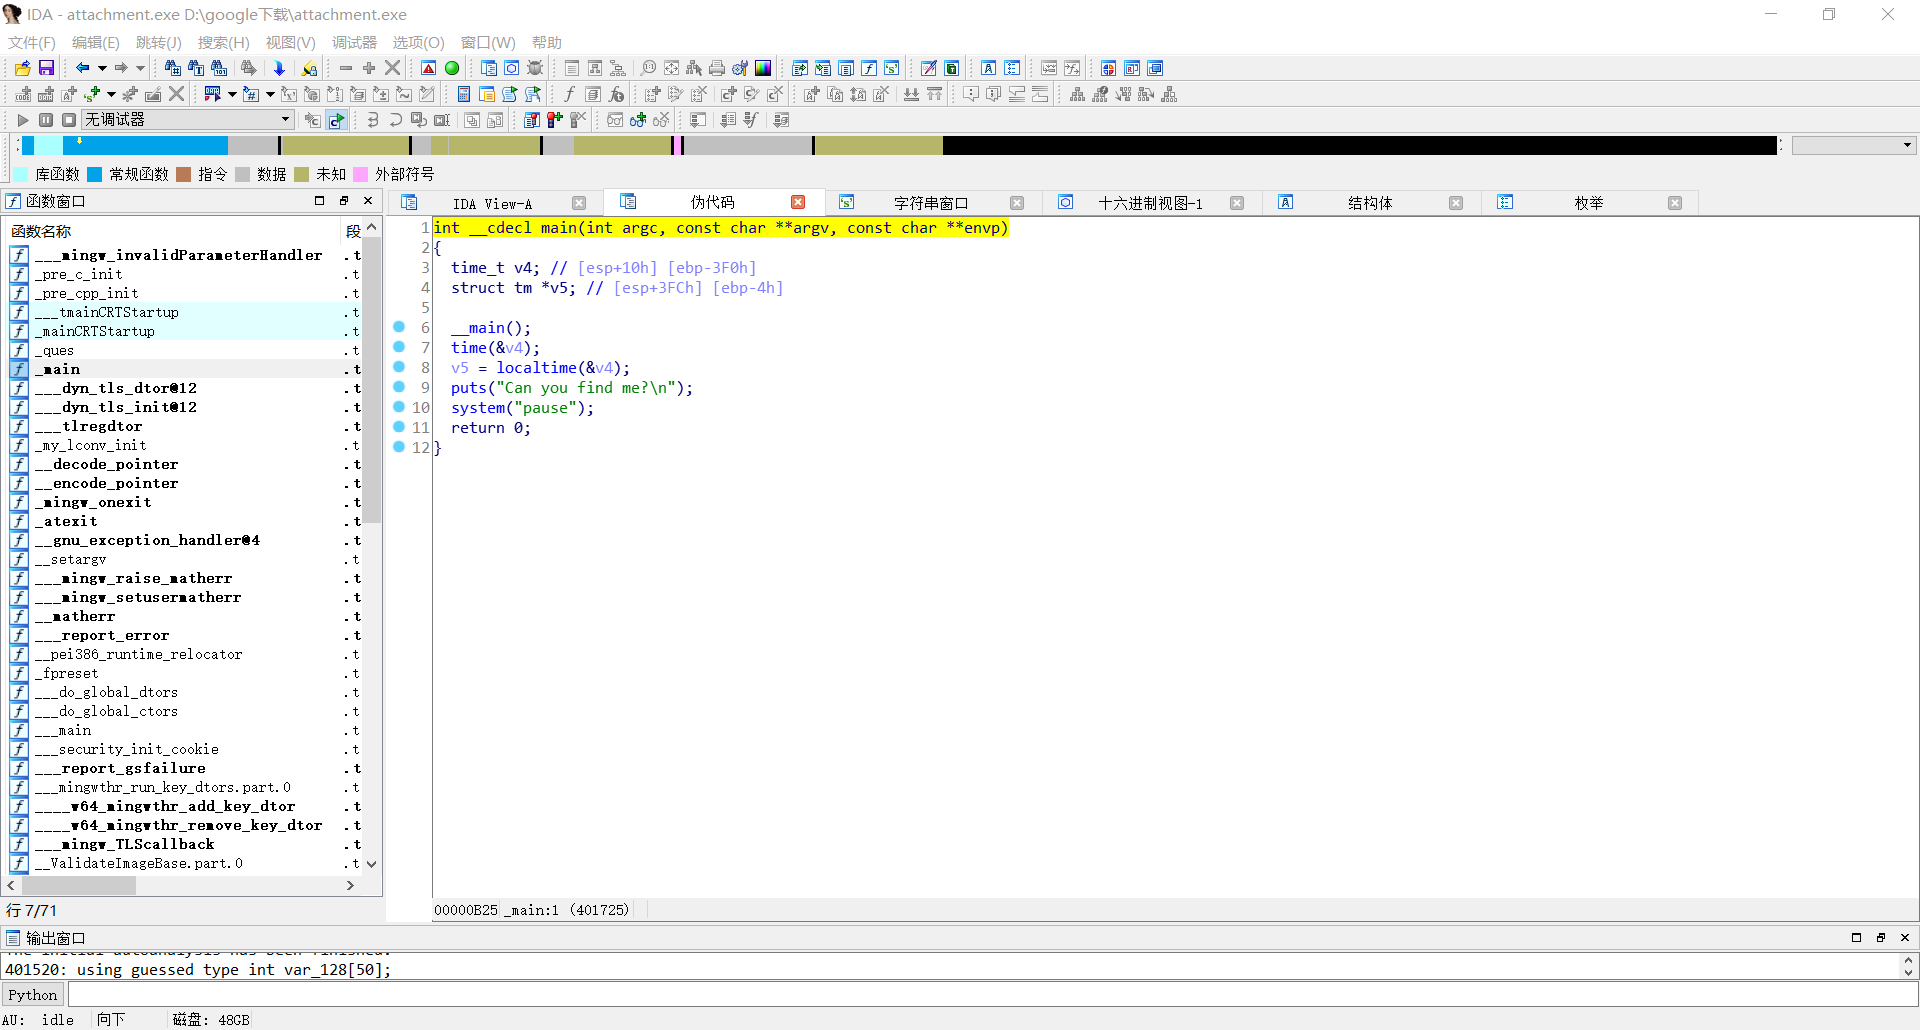 IDA - attachment.exe D:\google下载\attachment.exe
文件(F) 编辑(E) 跳转(J) 搜索(H) 视图(V) 调试器 选项(O) 窗口(W) 帮助
无调试器
库函数 常规函数 指令 数据 未知 外部符号
函数窗口
IDA View-A 伪代码 字符串窗口 十六进制视图-1 结构体 枚举
函数名称 段
___mingw_invalidParameterHandler .t
_pre_c_init .t
_pre_cpp_init .t
___tmainCRTStartup .t
_mainCRTStartup .t
_ques .t
_main .t
___dyn_tls_dtor@12 .t
___dyn_tls_init@12 .t
___tlregdtor .t
_my_lconv_init .t
__decode_pointer .t
__encode_pointer .t
_mingw_onexit .t
_atexit .t
__gnu_exception_handler@4 .t
__setargv .t
___mingw_raise_matherr .t
___mingw_setusermatherr .t
__matherr .t
___report_error .t
__pei386_runtime_relocator .t
_fpreset .t
___do_global_dtors .t
___do_global_ctors .t
___main .t
___security_init_cookie .t
___report_gsfailure .t
___mingwthr_run_key_dtors.part.0 .t
____w64_mingwthr_add_key_dtor .t
____w64_mingwthr_remove_key_dtor .t
___mingw_TLScallback .t
__ValidateImageBase.part.0 .t
行 7/71
1 int __cdecl main(int argc, const char **argv, const char **envp)
2 {
3 time_t v4; // [esp+10h] [ebp-3F0h]
4 struct tm *v5; // [esp+3FCh] [ebp-4h]
5
6 __main();
7 time(&v4);
8 v5 = localtime(&v4);
9 puts("Can you find me?\n");
10 system("pause");
11 return 0;
12 }
00000B25 _main:1 (401725)
输出窗口
The initial autoanalysis has been finished.
401520: using guessed type int var_128[50];
Python
AU: idle 向下 磁盘: 48GB